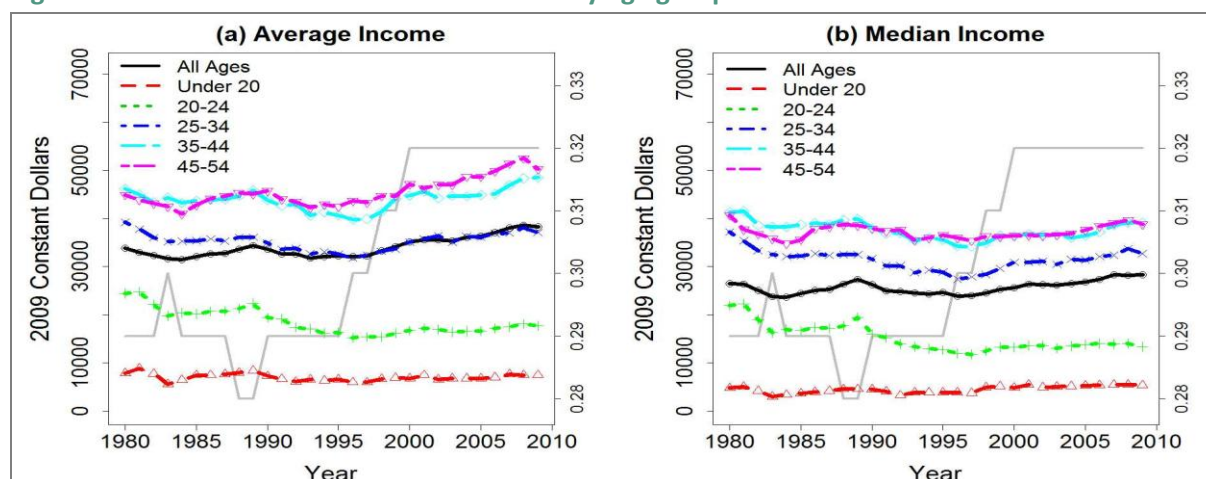 (a) Average Income
All Ages
Under 20
20-24
25-34
35-44
45-54
2009 Constant Dollars
0 10000 30000 50000 70000
0.28 0.29 0.30 0.31 0.32 0.33
1980 1985 1990 1995 2000 2005 2010
Year
(b) Median Income
All Ages
Under 20
20-24
25-34
35-44
45-54
2009 Constant Dollars
0 10000 30000 50000 70000
0.28 0.29 0.30 0.31 0.32 0.33
1980 1985 1990 1995 2000 2005 2010
Year